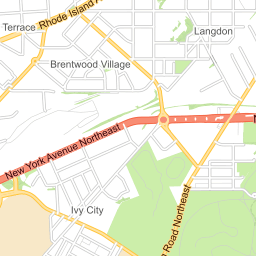 Terrace
Rhode Island
Langdon
Brentwood Village
New York Avenue Northeast
Road Northeast
Ivy City